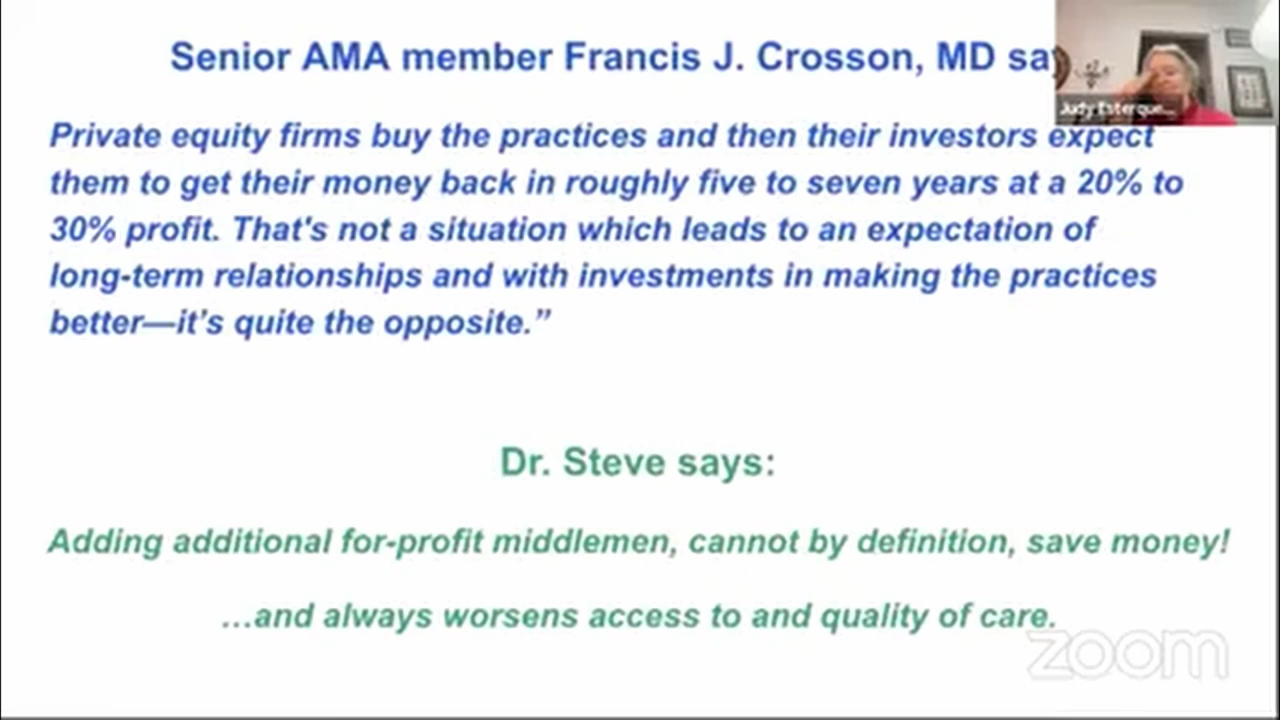 Senior AMA member Francis J. Crosson, MD say
Judy Esterque...
Private equity firms buy the practices and then their investors expect
them to get their money back in roughly five to seven years at a 20% to
30% profit. That's not a situation which leads to an expectation of
long-term relationships and with investments in making the practices
better—it’s quite the opposite.”
Dr. Steve says:
Adding additional for-profit middlemen, cannot by definition, save money!
...and always worsens access to and quality of care.
zoom